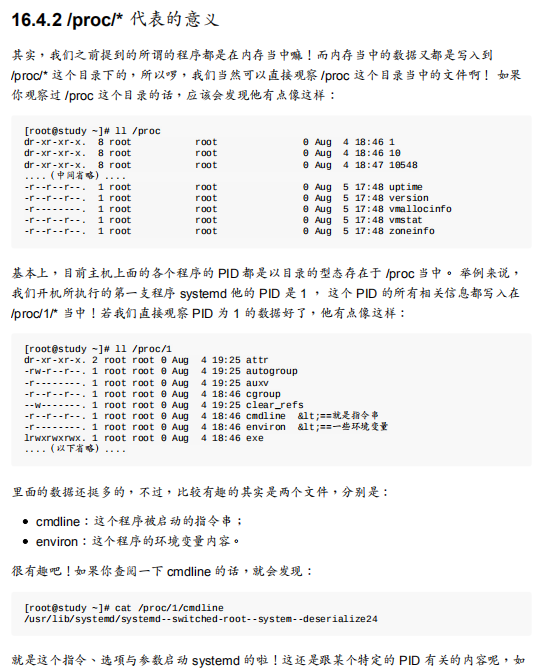 16.4.2 /proc/* 代表的意义
其实，我们之前提到的所谓的程序都是在内存当中嘛！而内存当中的数据又都是写入到
/proc/* 这个目录下的，所以啰，我们当然可以直接观察 /proc 这个目录当中的文件啊！ 如果
你观察过 /proc 这个目录的话，应该会发现他有点像这样：
[root@study ~]# ll /proc
dr-xr-xr-x.  8 root           root               0 Aug  4 18:46 1
dr-xr-xr-x.  8 root           root               0 Aug  4 18:46 10
dr-xr-xr-x.  8 root           root               0 Aug  4 18:47 10548
....（中间省略）....
-r--r--r--.  1 root           root               0 Aug  5 17:48 uptime
-r--r--r--.  1 root           root               0 Aug  5 17:48 version
-r--------.  1 root           root               0 Aug  5 17:48 vmallocinfo
-r--r--r--.  1 root           root               0 Aug  5 17:48 vmstat
-r--r--r--.  1 root           root               0 Aug  5 17:48 zoneinfo
基本上，目前主机上面的各个程序的 PID 都是以目录的型态存在于 /proc 当中。 举例来说，
我们开机所执行的第一支程序 systemd 他的 PID 是 1 ， 这个 PID 的所有相关信息都写入在
/proc/1/* 当中！若我们直接观察 PID 为 1 的数据好了，他有点像这样：
[root@study ~]# ll /proc/1
dr-xr-xr-x. 2 root root 0 Aug  4 19:25 attr
-rw-r--r--. 1 root root 0 Aug  4 19:25 autogroup
-r--------. 1 root root 0 Aug  4 19:25 auxv
-r--r--r--. 1 root root 0 Aug  4 18:46 cgroup
--w-------. 1 root root 0 Aug  4 19:25 clear_refs
-r--r--r--. 1 root root 0 Aug  4 18:46 cmdline  &lt;==就是指令串
-r--------. 1 root root 0 Aug  4 18:46 environ  &lt;==一些环境变量
lrwxrwxrwx. 1 root root 0 Aug  4 18:46 exe
....（以下省略）....
里面的数据还挺多的，不过，比较有趣的其实是两个文件，分别是：
● cmdline：这个程序被启动的指令串；
● environ：这个程序的环境变量内容。
很有趣吧！如果你查阅一下 cmdline 的话，就会发现：
[root@study ~]# cat /proc/1/cmdline
/usr/lib/systemd/systemd--switched-root--system--deserialize24
就是这个指令、选项与参数启动 systemd 的啦！这还是跟某个特定的 PID 有关的内容呢，如